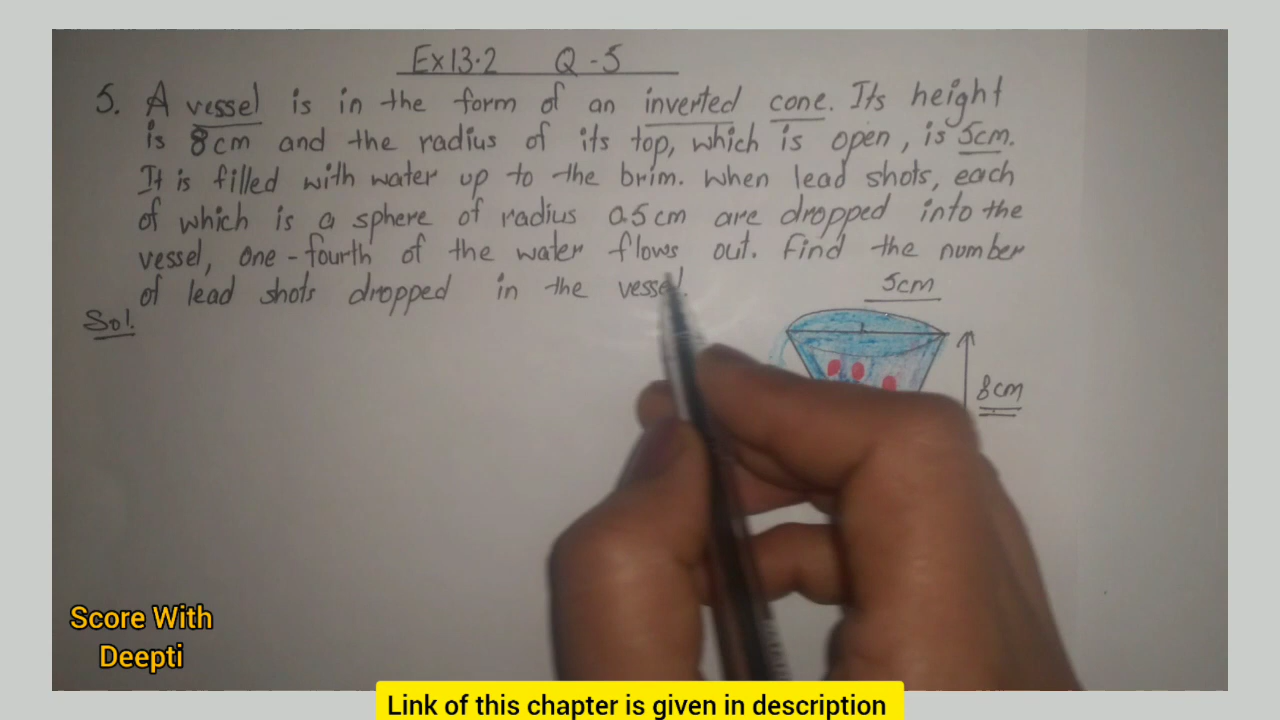 Ex13.2 Q-5
5. A vessel is in the form of an inverted cone. Its height
is 8cm and the radius of its top, which is open, is 5cm.
It is filled with water up to the brim. When lead shots, each
of which is a sphere of radius 0.5cm are dropped into the
vessel, one-fourth of the water flows out. Find the number
of lead shots dropped in the vessel.
5cm
Sol.
8cm
Score With
Deepti
Link of this chapter is given in description